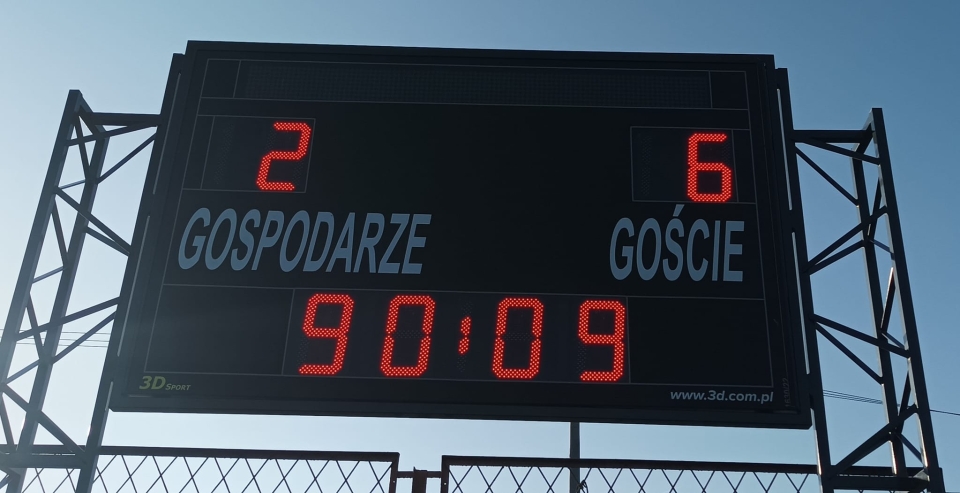 2 6
GOSPODARZE GOŚCIE
90:09
3D SPORT www.3d.com.pl